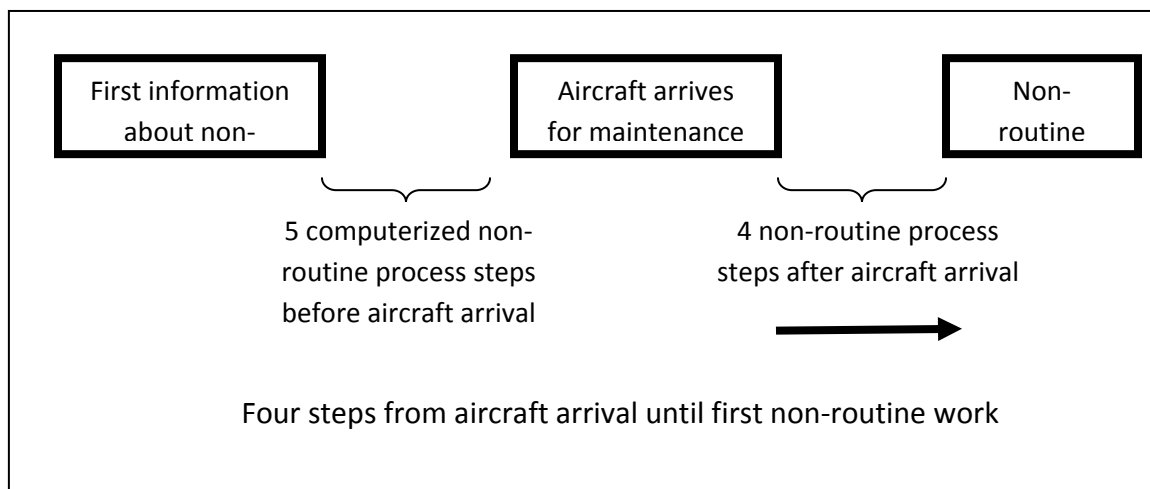 First information
about non-
Aircraft arrives
for maintenance
Non-
routine
5 computerized non-
routine process steps
before aircraft arrival
4 non-routine process
steps after aircraft arrival
Four steps from aircraft arrival until first non-routine work